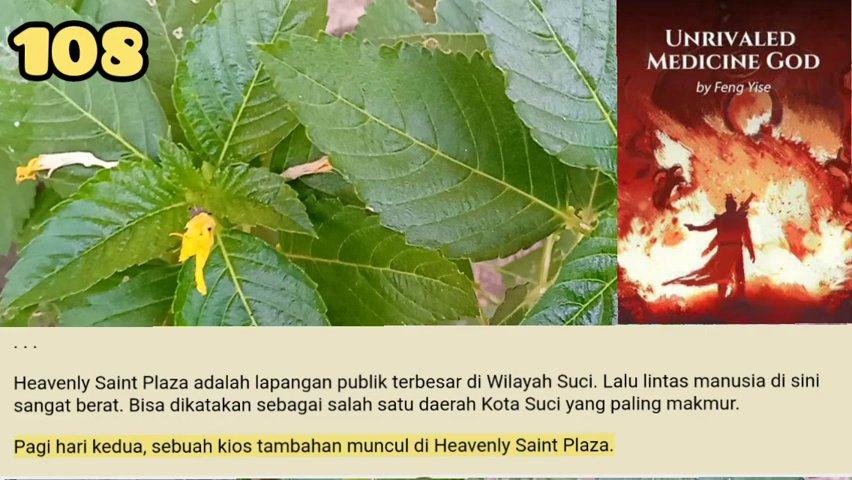 108
UNRIVALED
MEDICINE GOD
by Feng Yise
...
Heavenly Saint Plaza adalah lapangan publik terbesar di Wilayah Suci. Lalu lintas manusia di sini
sangat berat. Bisa dikatakan sebagai salah satu daerah Kota Suci yang paling makmur.
Pagi hari kedua, sebuah kios tambahan muncul di Heavenly Saint Plaza.